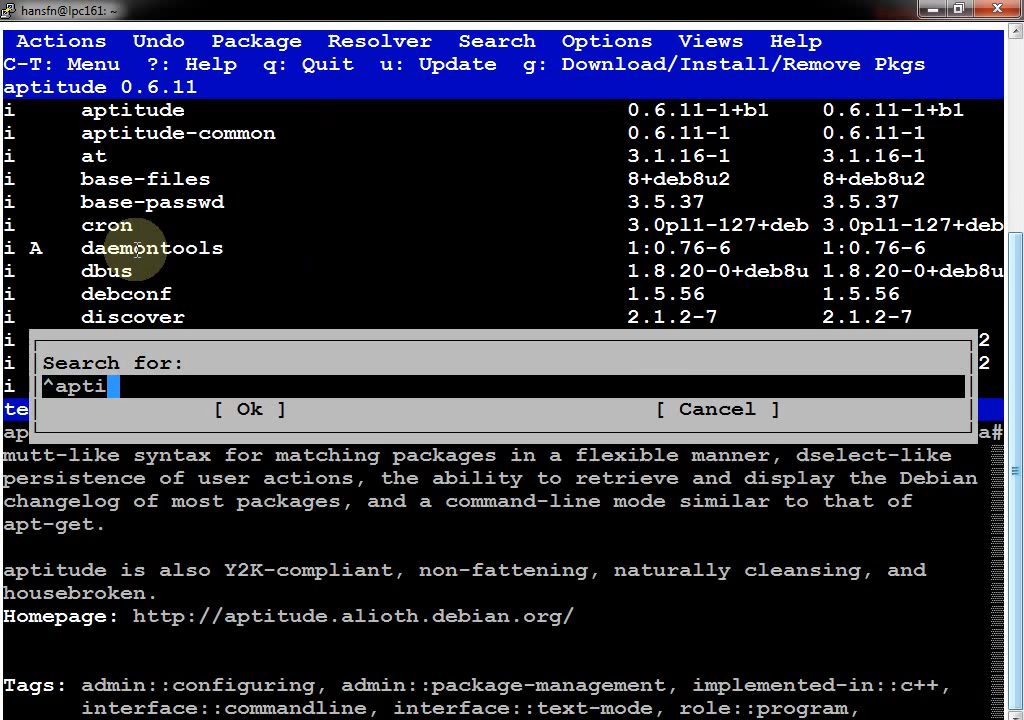 hansfn@lpc161: ~
Actions Undo Package Resolver Search Options Views Help
C-T: Menu ?: Help q: Quit u: Update g: Download/Install/Remove Pkgs
aptitude 0.6.11
i aptitude 0.6.11-1+b1 0.6.11-1+b1
i aptitude-common 0.6.11-1 0.6.11-1
i at 3.1.16-1 3.1.16-1
i base-files 8+deb8u2 8+deb8u2
i base-passwd 3.5.37 3.5.37
i cron 3.0pl1-127+deb 3.0pl1-127+deb
i A daemontools 1:0.76-6 1:0.76-6
i dbus 1.8.20-0+deb8u 1.8.20-0+deb8u
i debconf 1.5.56 1.5.56
i discover 2.1.2-7 2.1.2-7
i 2
Search for:
i 2
i ^apti
te [ Ok ] [ Cancel ]
ap a#
mutt-like syntax for matching packages in a flexible manner, dselect-like
persistence of user actions, the ability to retrieve and display the Debian
changelog of most packages, and a command-line mode similar to that of
apt-get.
aptitude is also Y2K-compliant, non-fattening, naturally cleansing, and
housebroken.
Homepage: http://aptitude.alioth.debian.org/
Tags: admin::configuring, admin::package-management, implemented-in::c++,
interface::commandline, interface::text-mode, role::program,